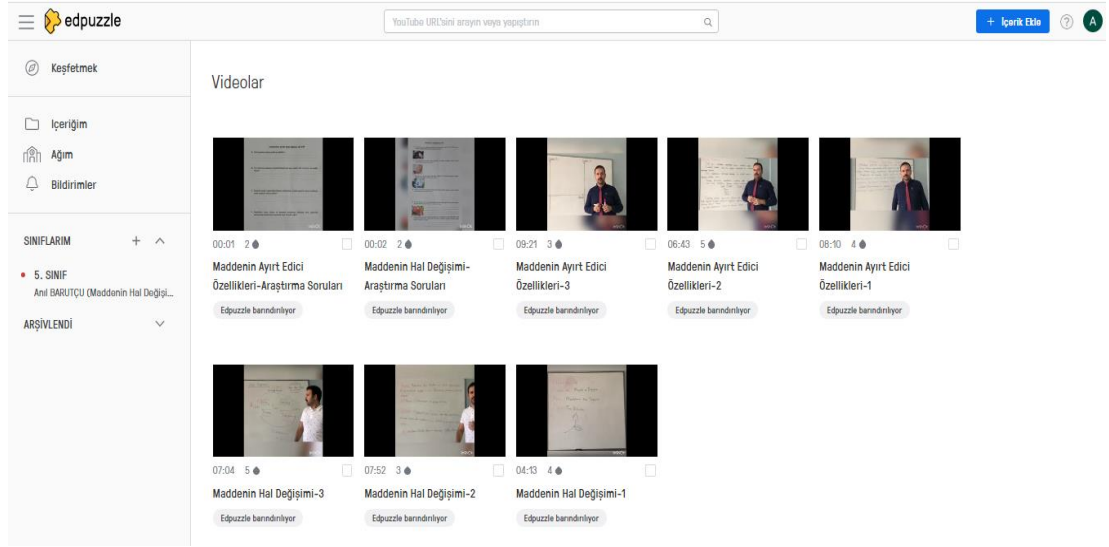 edpuzzle
YouTube URL'sini arayın veya yapıştırın
+ İçerik Ekle
?
A
Keşfetmek
İçeriğim
Ağım
Bildirimler
SINIFLARIM +
5. SINIF
Anıl BARUTÇU (Maddenin Hal Değişi...
ARŞİVLENDİ
Videolar
00:01 2
Maddenin Ayırt Edici
Özellikleri-Araştırma Soruları
Edpuzzle barındırılıyor
00:02 2
Maddenin Hal Değişimi-
Araştırma Soruları
Edpuzzle barındırılıyor
09:21 3
Maddenin Ayırt Edici
Özellikleri-3
Edpuzzle barındırılıyor
06:43 5
Maddenin Ayırt Edici
Özellikleri-2
Edpuzzle barındırılıyor
08:10 4
Maddenin Ayırt Edici
Özellikleri-1
Edpuzzle barındırılıyor
07:04 5
Maddenin Hal Değişimi-3
Edpuzzle barındırılıyor
07:52 3
Maddenin Hal Değişimi-2
Edpuzzle barındırılıyor
04:13 4
Maddenin Hal Değişimi-1
Edpuzzle barındırılıyor